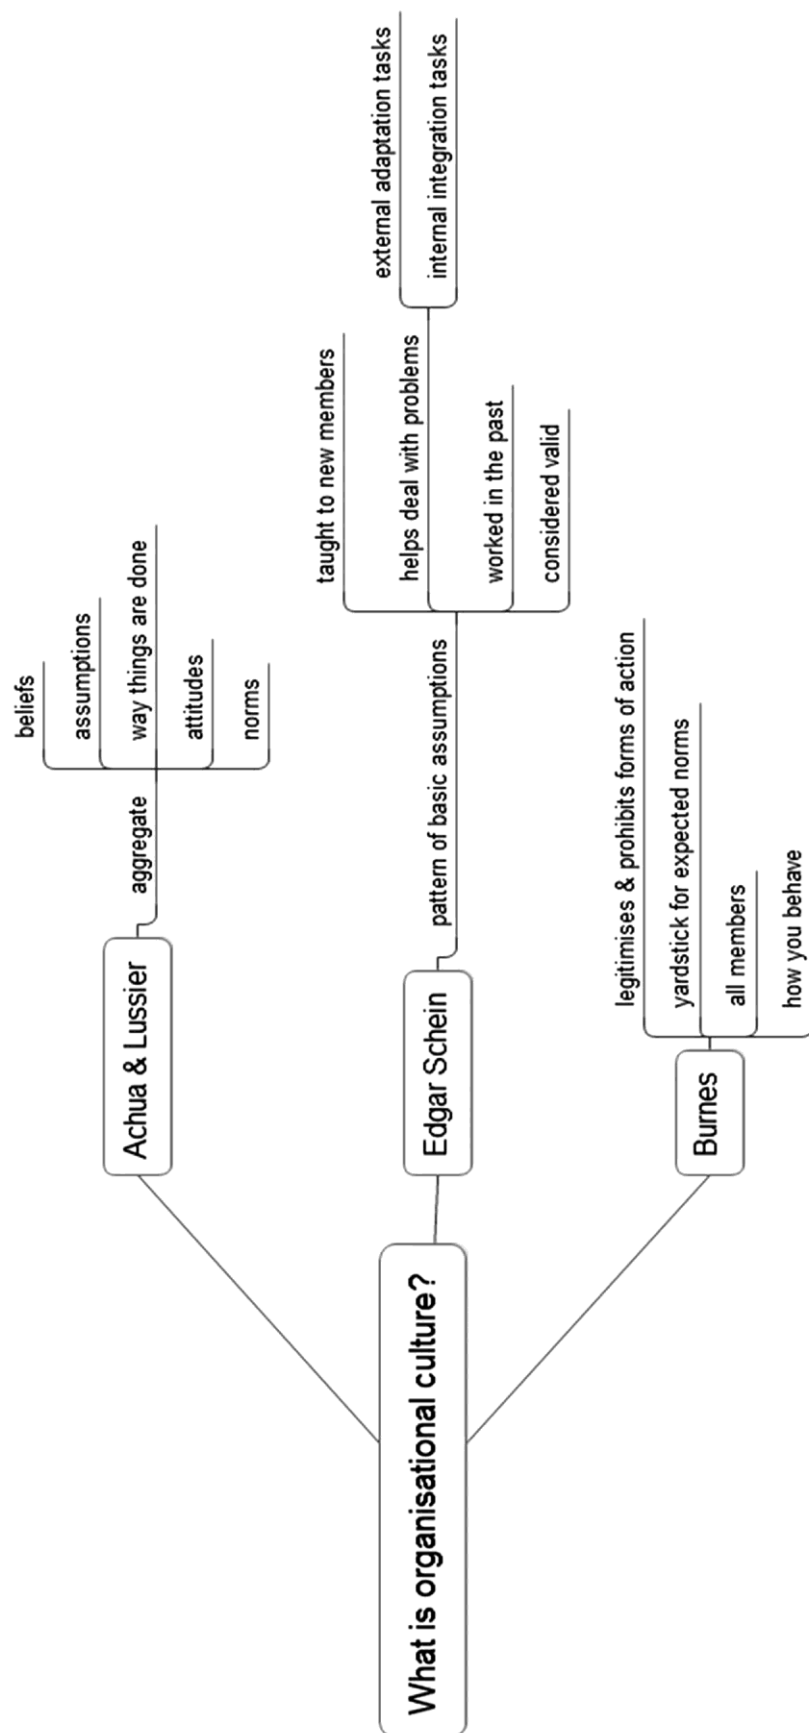 What is organisational culture?
Achua & Lussier
aggregate
beliefs
assumptions
way things are done
attitudes
norms
Edgar Schein
pattern of basic assumptions
taught to new members
helps deal with problems
external adaptation tasks
internal integration tasks
worked in the past
considered valid
Burnes
legitimises & prohibits forms of action
yardstick for expected norms
all members
how you behave